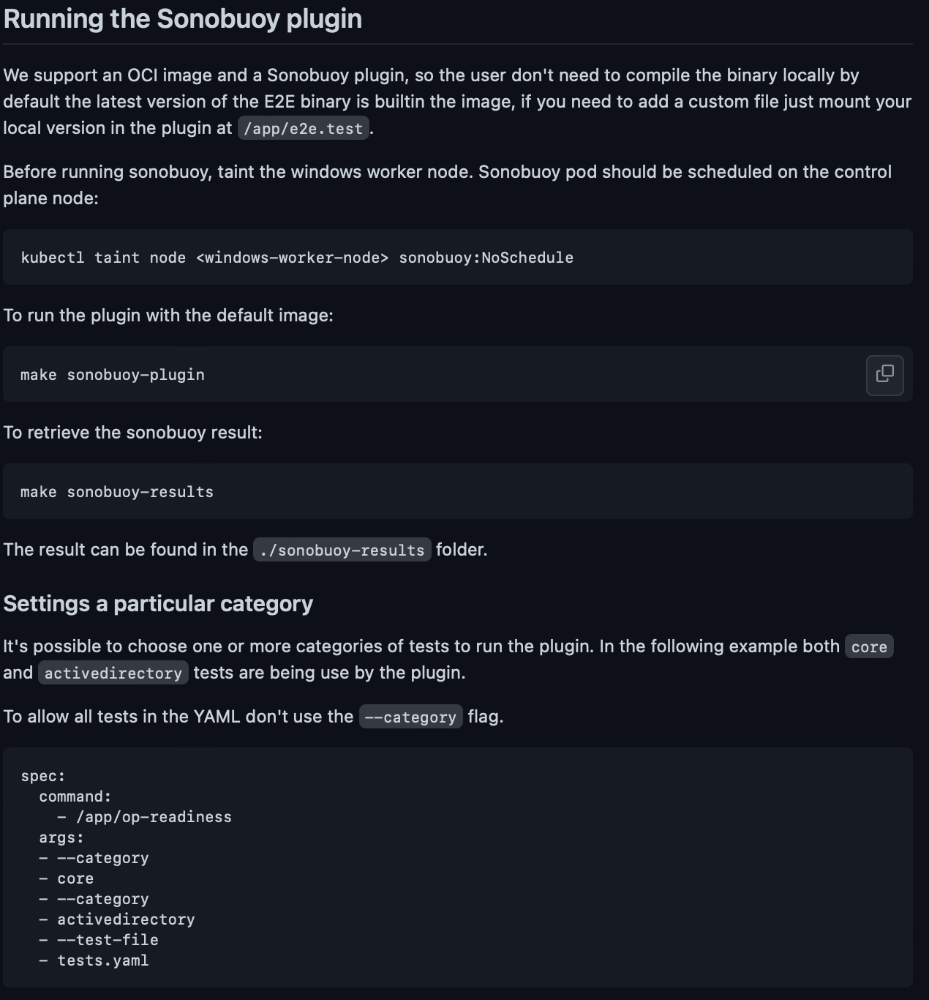 Running the Sonobuoy plugin
We support an OCI image and a Sonobuoy plugin, so the user don't need to compile the binary locally by
default the latest version of the E2E binary is builtin the image, if you need to add a custom file just mount your
local version in the plugin at /app/e2e.test.
Before running sonobuoy, taint the windows worker node. Sonobuoy pod should be scheduled on the control
plane node:
kubectl taint node <windows-worker-node> sonobuoy:NoSchedule
To run the plugin with the default image:
make sonobuoy-plugin
To retrieve the sonobuoy result:
make sonobuoy-results
The result can be found in the ./sonobuoy-results folder.
Settings a particular category
It's possible to choose one or more categories of tests to run the plugin. In the following example both core
and activedirectory tests are being use by the plugin.
To allow all tests in the YAML don't use the --category flag.
spec:
  command:
    - /app/op-readiness
  args:
  - --category
  - core
  - --category
  - activedirectory
  - --test-file
  - tests.yaml